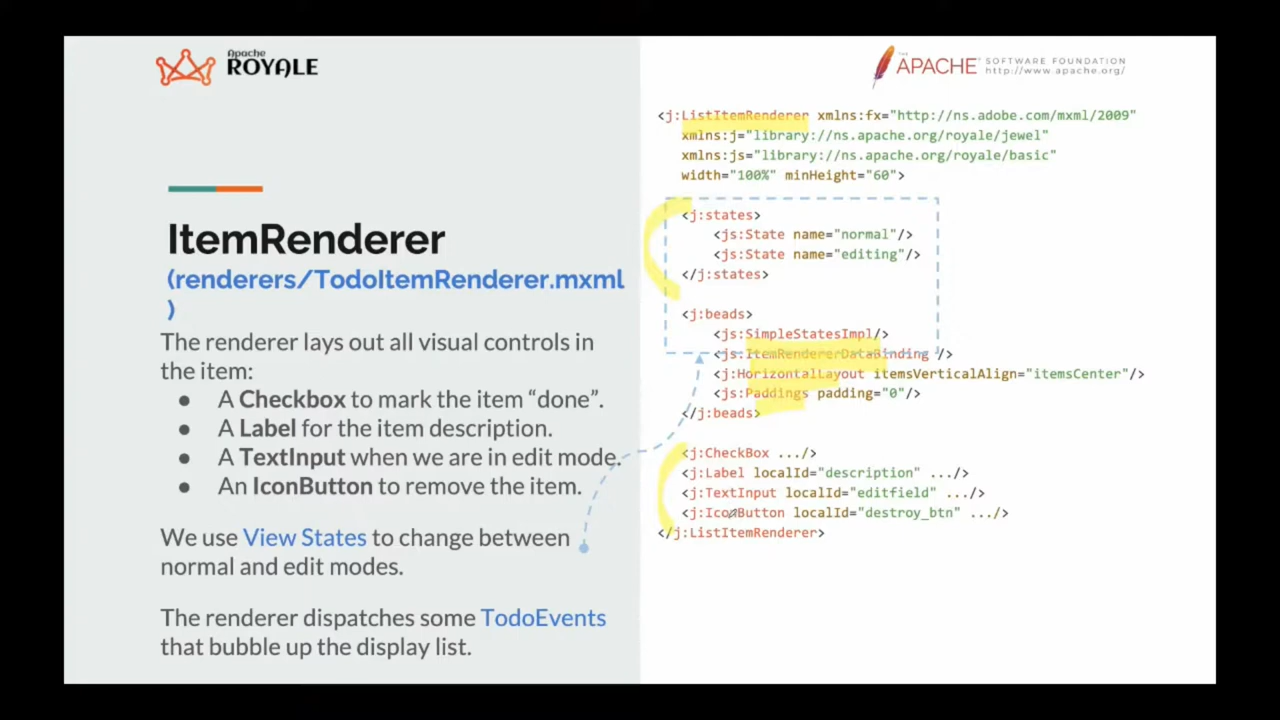 Apache
ROYALE
THE
APACHE® SOFTWARE FOUNDATION
http://www.apache.org/
ItemRenderer
(renderers/TodoItemRenderer.mxml
)
The renderer lays out all visual controls in
the item:
● A Checkbox to mark the item “done”.
● A Label for the item description.
● A TextInput when we are in edit mode.
● An IconButton to remove the item.
We use View States to change between
normal and edit modes.
The renderer dispatches some TodoEvents
that bubble up the display list.
<j:ListItemRenderer xmlns:fx="http://ns.adobe.com/mxml/2009"
xmlns:j="library://ns.apache.org/royale/jewel"
xmlns:js="library://ns.apache.org/royale/basic"
width="100%" minHeight="60">
<j:states>
<js:State name="normal"/>
<js:State name="editing"/>
</j:states>
<j:beads>
<js:SimpleStatesImpl/>
<js:ItemRendererDataBinding />
<j:HorizontalLayout itemsVerticalAlign="itemsCenter"/>
<js:Paddings padding="0"/>
</j:beads>
<j:CheckBox .../>
<j:Label localId="description" .../>
<j:TextInput localId="editfield" .../>
<j:IconButton localId="destroy_btn" .../>
</j:ListItemRenderer>